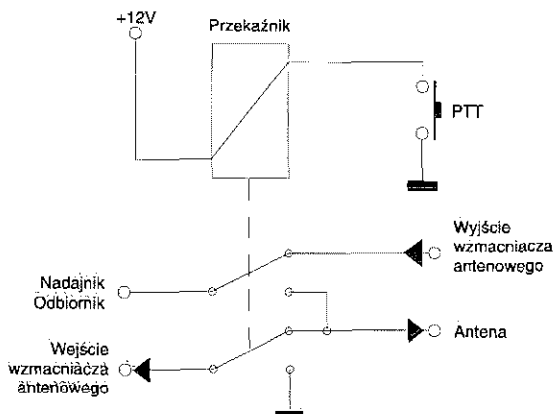 +12V
Przekaźnik
PTT
Wyjście
wzmacniacza
antenowego
Nadajnik
Odbiornik
Antena
Wejście
wzmacniacza
antenowego